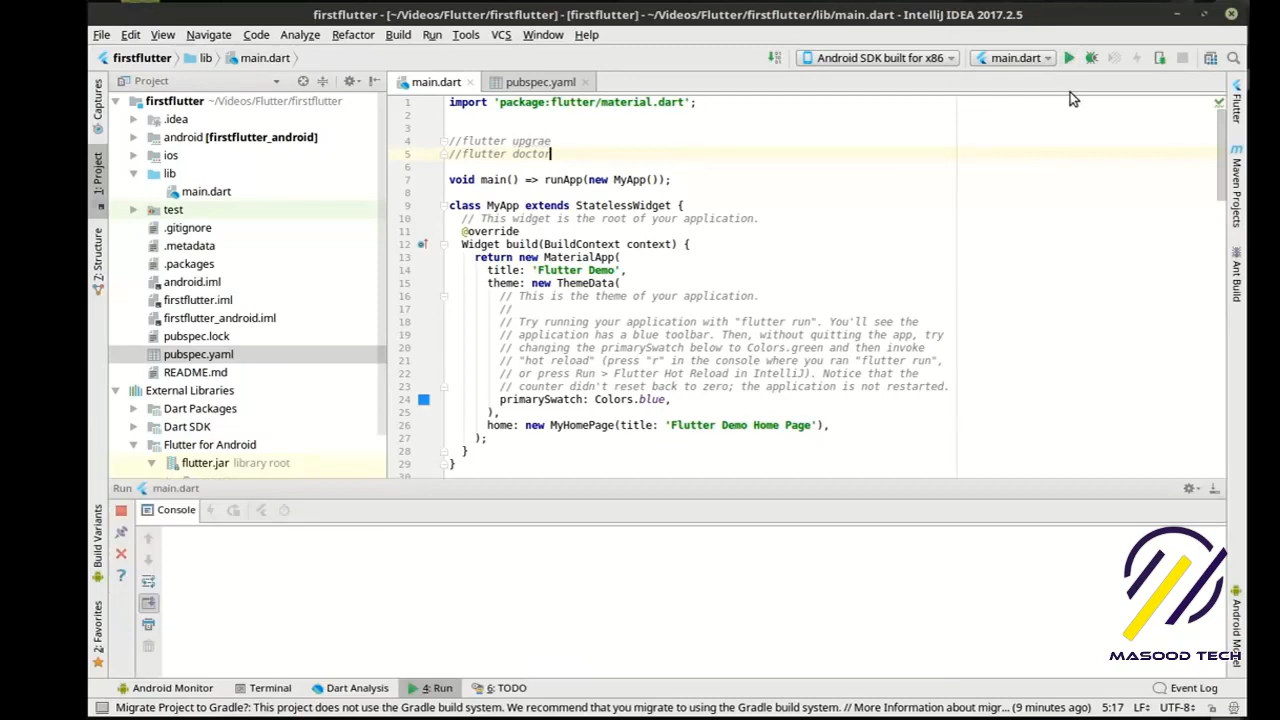 firstflutter - [~/Videos/Flutter/firstflutter] - [firstflutter] - ~/Videos/Flutter/firstflutter/lib/main.dart - IntelliJ IDEA 2017.2.5
File Edit View Navigate Code Analyze Refactor Build Run Tools VCS Window Help
firstflutter lib main.dart Android SDK built for x86 main.dart
Project main.dart pubspec.yaml
firstflutter ~/Videos/Flutter/firstflutter
.idea
android [firstflutter_android]
ios
lib
main.dart
test
.gitignore
.metadata
.packages
android.iml
firstflutter.iml
firstflutter_android.iml
pubspec.lock
pubspec.yaml
README.md
External Libraries
Dart Packages
Dart SDK
Flutter for Android
flutter.jar library root
1 import 'package:flutter/material.dart';
2
3
4 //flutter upgrae
5 //flutter doctor
6
7 void main() => runApp(new MyApp());
8
9 class MyApp extends StatelessWidget {
10 // This widget is the root of your application.
11 @override
12 Widget build(BuildContext context) {
13 return new MaterialApp(
14 title: 'Flutter Demo',
15 theme: new ThemeData(
16 // This is the theme of your application.
17 //
18 // Try running your application with "flutter run". You'll see the
19 // application has a blue toolbar. Then, without quitting the app, try
20 // changing the primarySwatch below to Colors.green and then invoke
21 // "hot reload" (press "r" in the console where you ran "flutter run",
22 // or press Run > Flutter Hot Reload in IntelliJ). Notice that the
23 // counter didn't reset back to zero; the application is not restarted.
24 primarySwatch: Colors.blue,
25 ),
26 home: new MyHomePage(title: 'Flutter Demo Home Page'),
27 );
28 }
29 }
Captures
1: Project
7: Structure
Build Variants
2: Favorites
Flutter
Maven Projects
Ant Build
Android Model
Run main.dart
Console
MASOOD TECH
Android Monitor Terminal Dart Analysis 4: Run 6: TODO Event Log
Migrate Project to Gradle?: This project does not use the Gradle build system. We recommend that you migrate to using the Gradle build system. // More Information about migr... (9 minutes ago) 5:17 LF÷ UTF-8÷